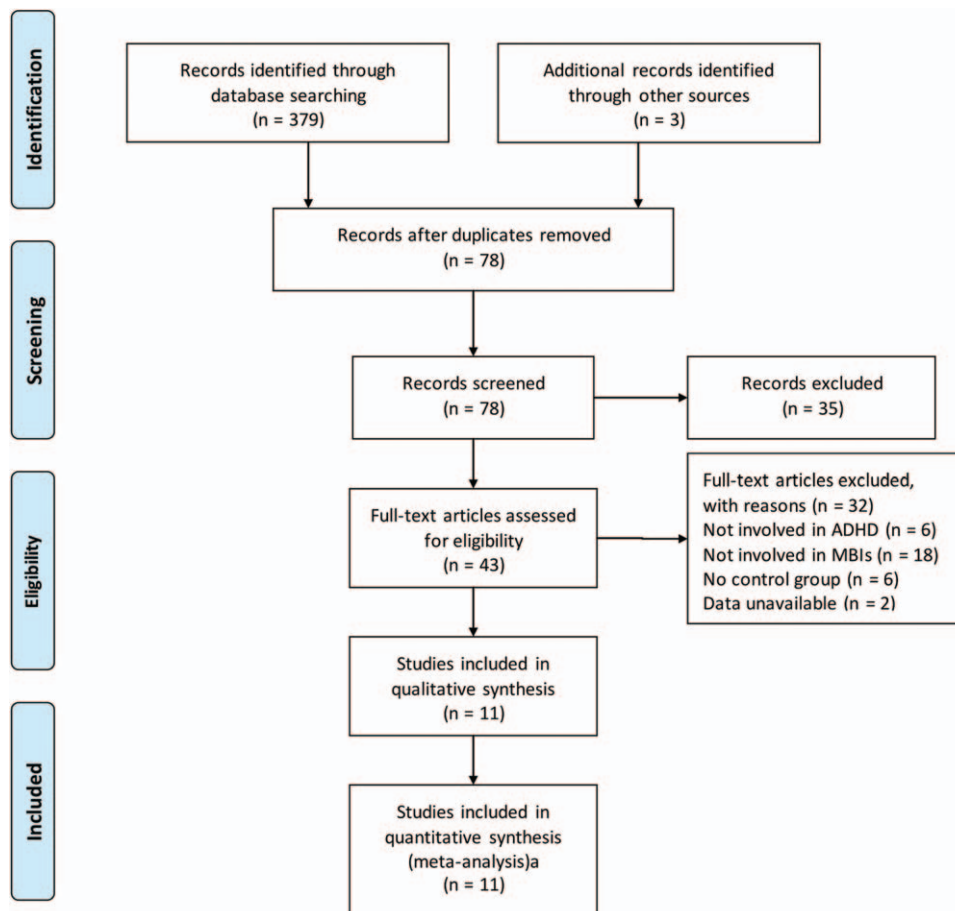 Identification
Records identified through
database searching
(n = 379)
Additional records identified
through other sources
(n = 3)
Records after duplicates removed
(n = 78)
Screening
Records screened
(n = 78)
Records excluded
(n = 35)
Eligibility
Full-text articles assessed
for eligibility
(n = 43)
Full-text articles excluded,
with reasons (n = 32)
Not involved in ADHD (n = 6)
Not involved in MBIs (n = 18)
No control group (n = 6)
Data unavailable (n = 2)
Studies included in
qualitative synthesis
(n = 11)
Included
Studies included in
quantitative synthesis
(meta-analysis)a
(n = 11)